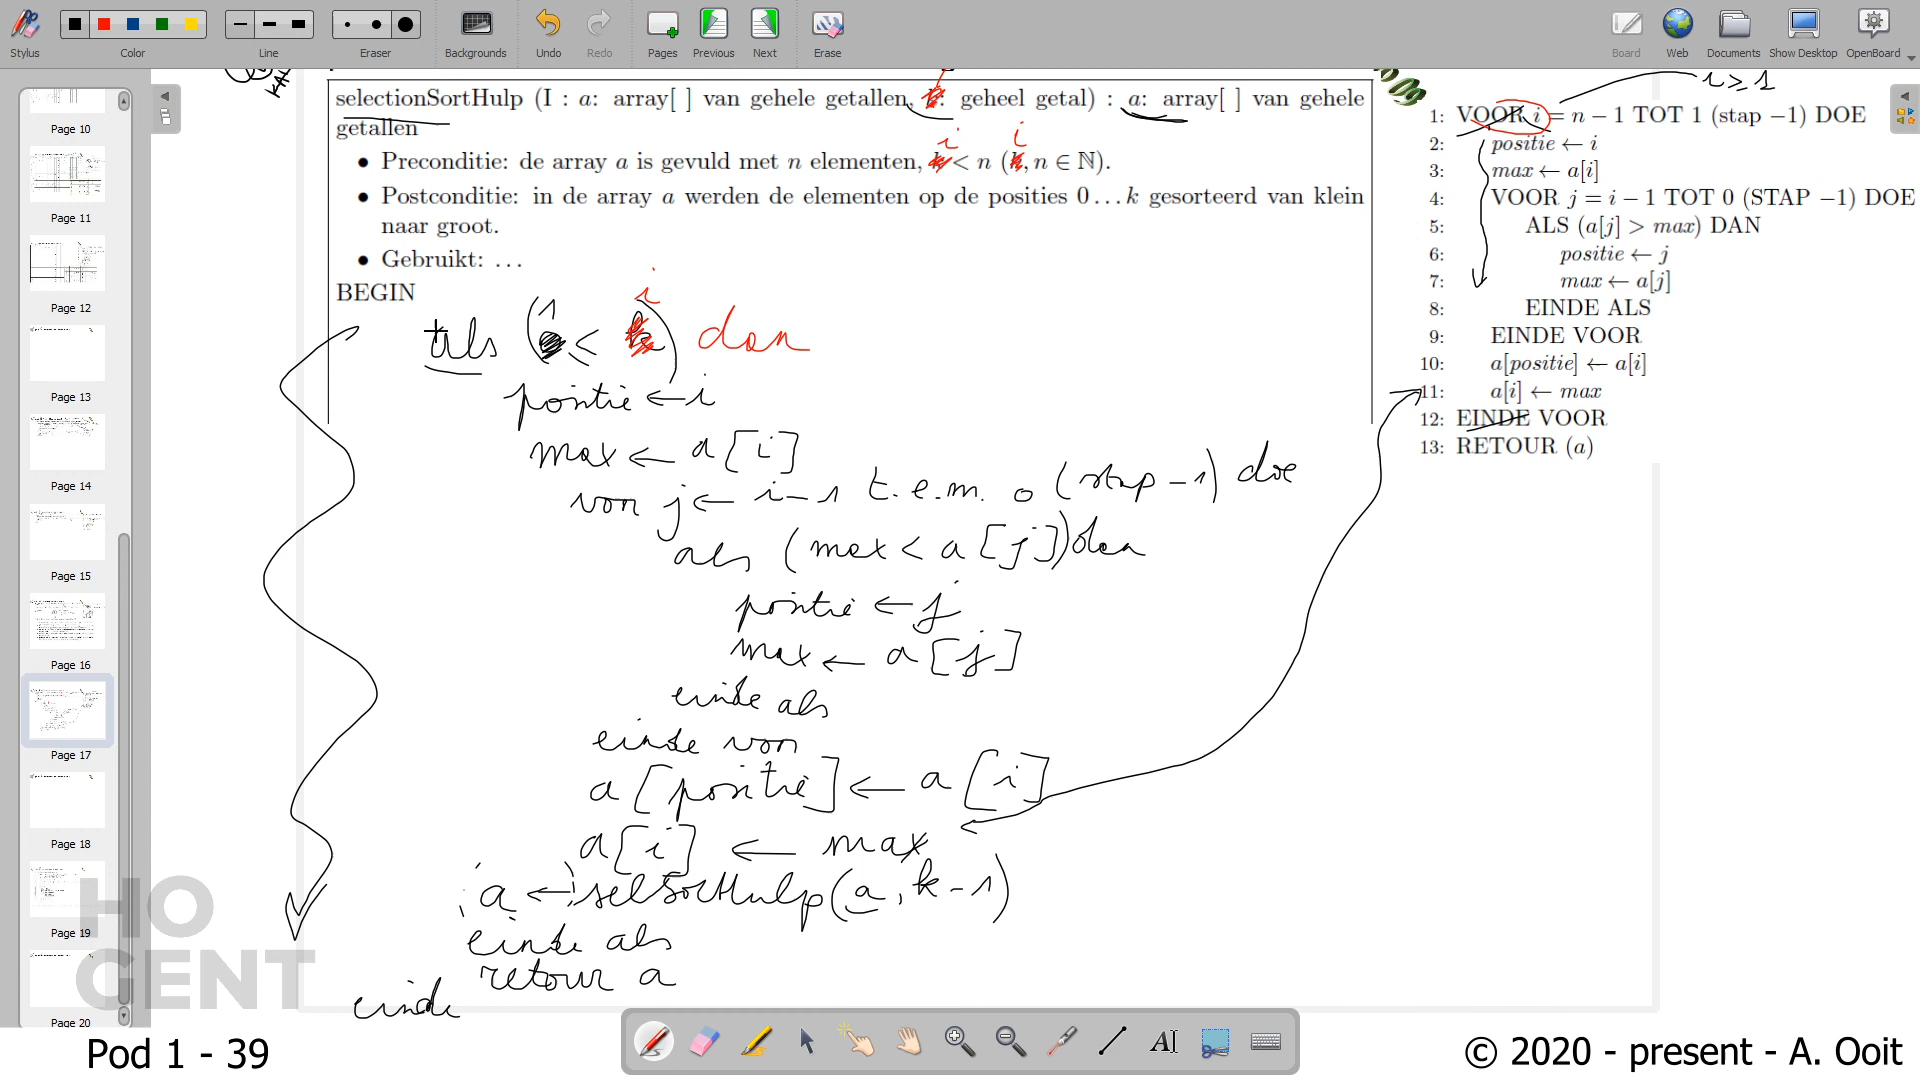 Stylus
Color
Line
Eraser
Backgrounds
Undo
Redo
Pages
Previous
Next
Erase
Board
Web
Documents
Show Desktop
OpenBoard
Page 10
Page 11
Page 12
Page 13
Page 14
Page 15
Page 16
Page 17
Page 18
Page 19
Page 20
selectionSortHulp (I : a: array[ ] van gehele getallen, : geheel getal) : a: array[ ] van gehele
getallen
i i
• Preconditie: de array a is gevuld met n elementen, k < n (k, n ∈ ℕ).
• Postconditie: in de array a werden de elementen op de posities 0 . . . k gesorteerd van klein
naar groot.
• Gebruikt: . . .
BEGIN
i
als (1 ≤ k) dan
positie ← i
max ← a[i]
voor j ← i-1 t.e.m. 0 (stap -1) doe
als (max < a[j]) dan
positie ← j
max ← a[j]
einde als
einde voor
a[positie] ← a[i]
a[i] ← max
a ← selSortHulp(a, k-1)
einde als
retour a
einde
i ≥ 1
1: VOOR i = n − 1 TOT 1 (stap −1) DOE
2: positie ← i
3: max ← a[i]
4: VOOR j = i − 1 TOT 0 (STAP −1) DOE
5: ALS (a[j] > max) DAN
6: positie ← j
7: max ← a[j]
8: EINDE ALS
9: EINDE VOOR
10: a[positie] ← a[i]
11: a[i] ← max
12: EINDE VOOR
13: RETOUR (a)
HO
GENT
Pod 1 - 39
© 2020 - present - A. Ooit